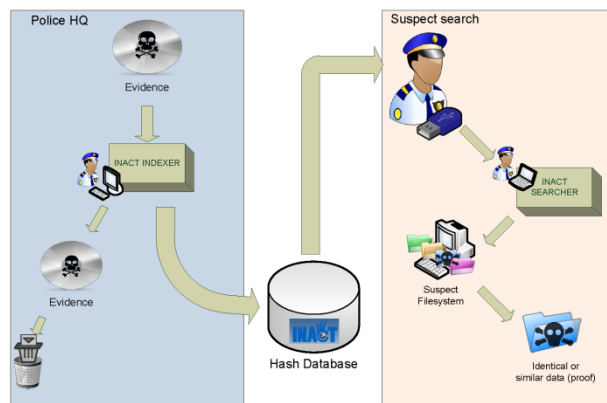 Police HQ
Evidence
INACT INDEXER
Evidence
INACT
Hash Database
Suspect search
INACT
SEARCHER
Suspect
Filesystem
Identical or
similar data (proof)